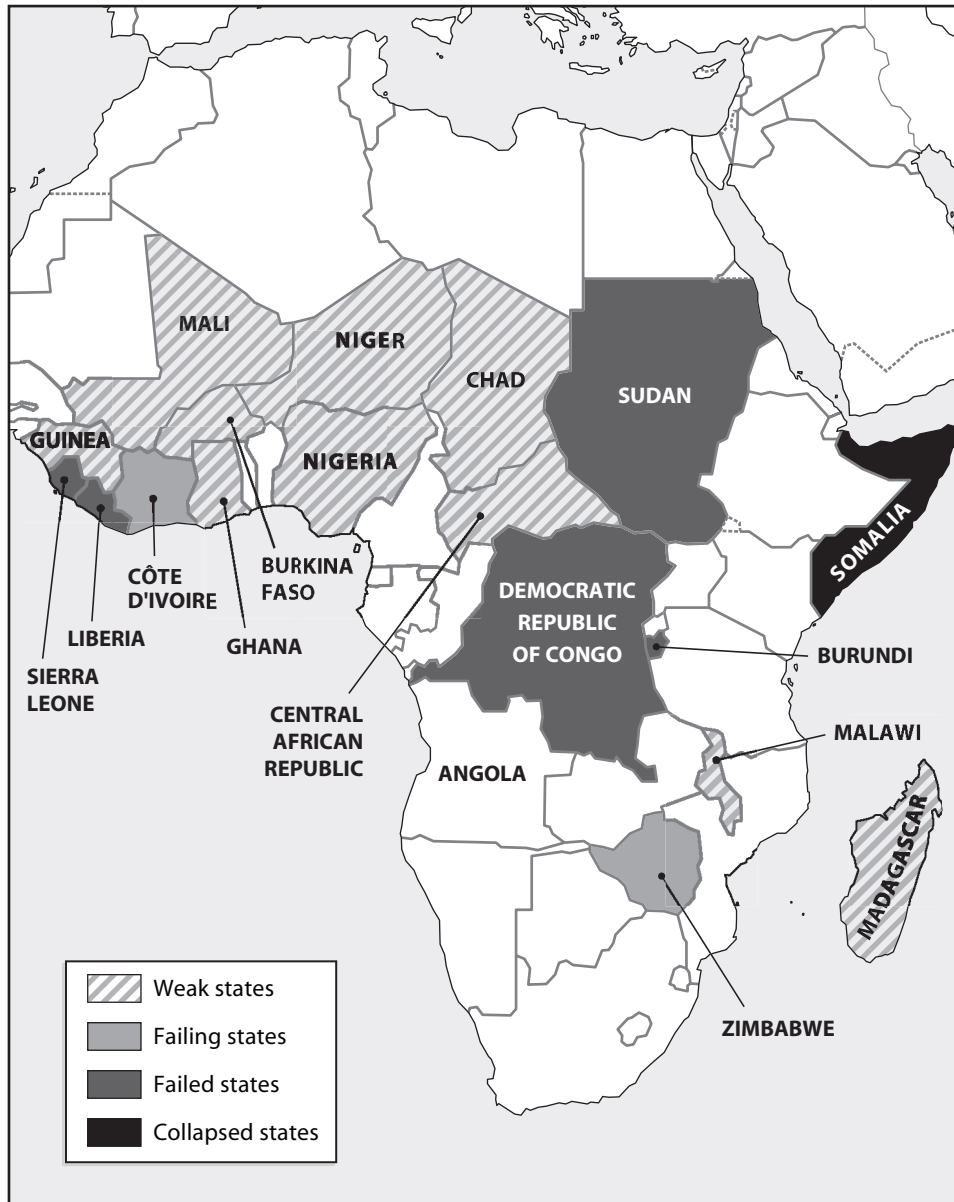 MALI
NIGER
CHAD
SUDAN
GUINEA
NIGERIA
SOMALIA
CÔTE
D'IVOIRE
BURKINA
FASO
DEMOCRATIC
REPUBLIC
OF CONGO
LIBERIA
GHANA
BURUNDI
SIERRA
LEONE
CENTRAL
AFRICAN
REPUBLIC
MALAWI
ANGOLA
MADAGASCAR
ZIMBABWE
Weak states
Failing states
Failed states
Collapsed states